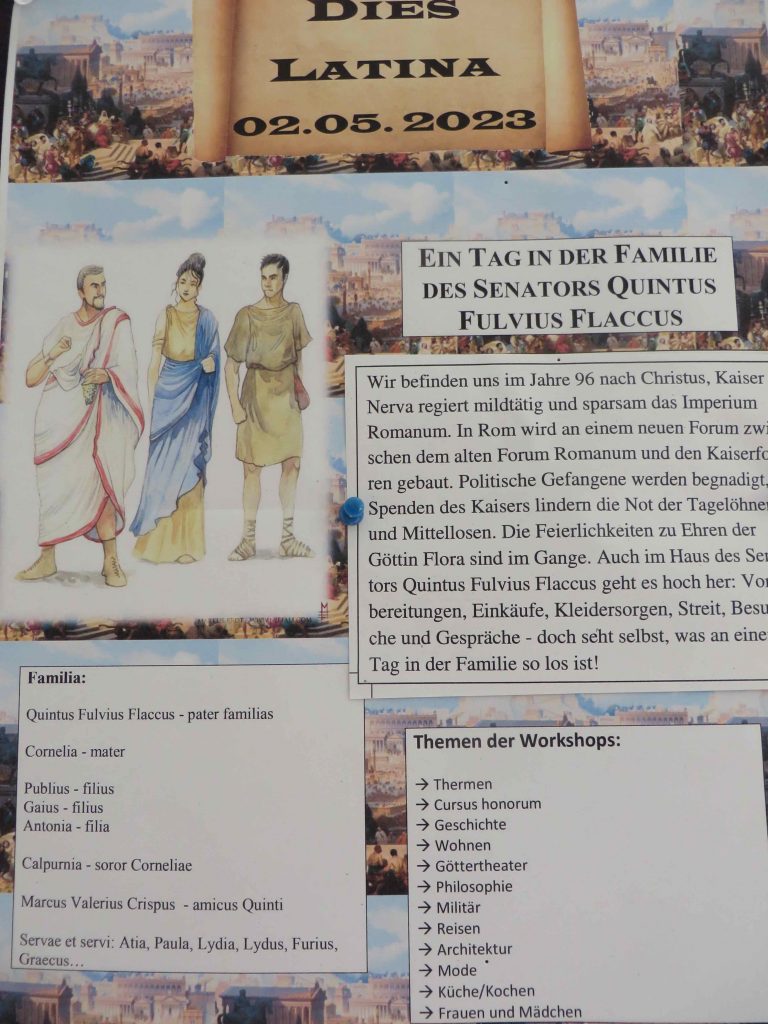 DIES
LATINA
02.05.2023
EIN TAG IN DER FAMILIE
DES SENATORS QUINTUS
FULVIUS FLACCUS
Wir befinden uns im Jahre 96 nach Christus, Kaiser
Nerva regiert mildtätig und sparsam das Imperium
Romanum. In Rom wird an einem neuen Forum zwi
schen dem alten Forum Romanum und den Kaiserfo
ren gebaut. Politische Gefangene werden begnadigt,
Spenden des Kaisers lindern die Not der Tagelöhner
und Mittellosen. Die Feierlichkeiten zu Ehren der
Göttin Flora sind im Gange. Auch im Haus des Sen
tors Quintus Fulvius Flaccus geht es hoch her: Vor
bereitungen, Einkäufe, Kleidersorgen, Streit, Besu
che und Gespräche - doch seht selbst, was an eine
Tag in der Familie so los ist!
Familia:
Quintus Fulvius Flaccus - pater familias
Cornelia - mater
Publius - filius
Gaius - filius
Antonia - filia
Calpurnia - soror Corneliae
Marcus Valerius Crispus - amicus Quinti
Servae et servi: Atia, Paula, Lydia, Lydus, Furius,
Graecus…
Themen der Workshops:
→ Thermen
→ Cursus honorum
→ Geschichte
→ Wohnen
→ Göttertheater
→ Philosophie
→ Militär
→ Reisen
→ Architektur
→ Mode
→ Küche/Kochen
→ Frauen und Mädchen